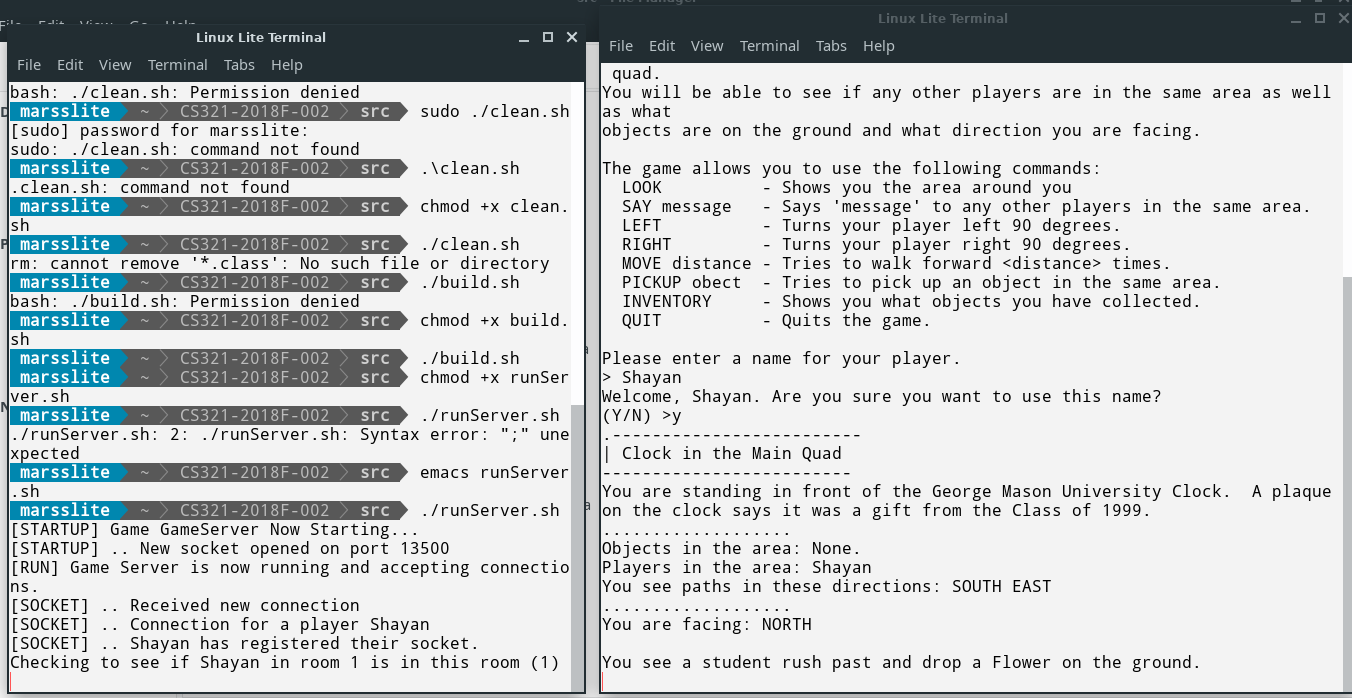 src - File Manager
File Edit View Go Help
Linux Lite Terminal
File Edit View Terminal Tabs Help
bash: ./clean.sh: Permission denied
marsslite ~ CS321-2018F-002 src sudo ./clean.sh
[sudo] password for marsslite:
sudo: ./clean.sh: command not found
marsslite ~ CS321-2018F-002 src .\clean.sh
.clean.sh: command not found
marsslite ~ CS321-2018F-002 src chmod +x clean.
sh
marsslite ~ CS321-2018F-002 src ./clean.sh
rm: cannot remove '*.class': No such file or directory
marsslite ~ CS321-2018F-002 src ./build.sh
bash: ./build.sh: Permission denied
marsslite ~ CS321-2018F-002 src chmod +x build.
sh
marsslite ~ CS321-2018F-002 src ./build.sh
marsslite ~ CS321-2018F-002 src chmod +x runSer
ver.sh
marsslite ~ CS321-2018F-002 src ./runServer.sh
./runServer.sh: 2: ./runServer.sh: Syntax error: ";" une
xpected
marsslite ~ CS321-2018F-002 src emacs runServer
.sh
marsslite ~ CS321-2018F-002 src ./runServer.sh
[STARTUP] Game GameServer Now Starting...
[STARTUP] .. New socket opened on port 13500
[RUN] Game Server is now running and accepting connectio
ns.
[SOCKET] .. Received new connection
[SOCKET] .. Connection for a player Shayan
[SOCKET] .. Shayan has registered their socket.
Checking to see if Shayan in room 1 is in this room (1)
Linux Lite Terminal
File Edit View Terminal Tabs Help
quad.
You will be able to see if any other players are in the same area as well
as what
objects are on the ground and what direction you are facing.
The game allows you to use the following commands:
LOOK - Shows you the area around you
SAY message - Says 'message' to any other players in the same area.
LEFT - Turns your player left 90 degrees.
RIGHT - Turns your player right 90 degrees.
MOVE distance - Tries to walk forward <distance> times.
PICKUP obect - Tries to pick up an object in the same area.
INVENTORY - Shows you what objects you have collected.
QUIT - Quits the game.
Please enter a name for your player.
> Shayan
Welcome, Shayan. Are you sure you want to use this name?
(Y/N) >y
.-------------------------
| Clock in the Main Quad
-------------------------
You are standing in front of the George Mason University Clock. A plaque
on the clock says it was a gift from the Class of 1999.
...................
Objects in the area: None.
Players in the area: Shayan
You see paths in these directions: SOUTH EAST
...................
You are facing: NORTH
You see a student rush past and drop a Flower on the ground.